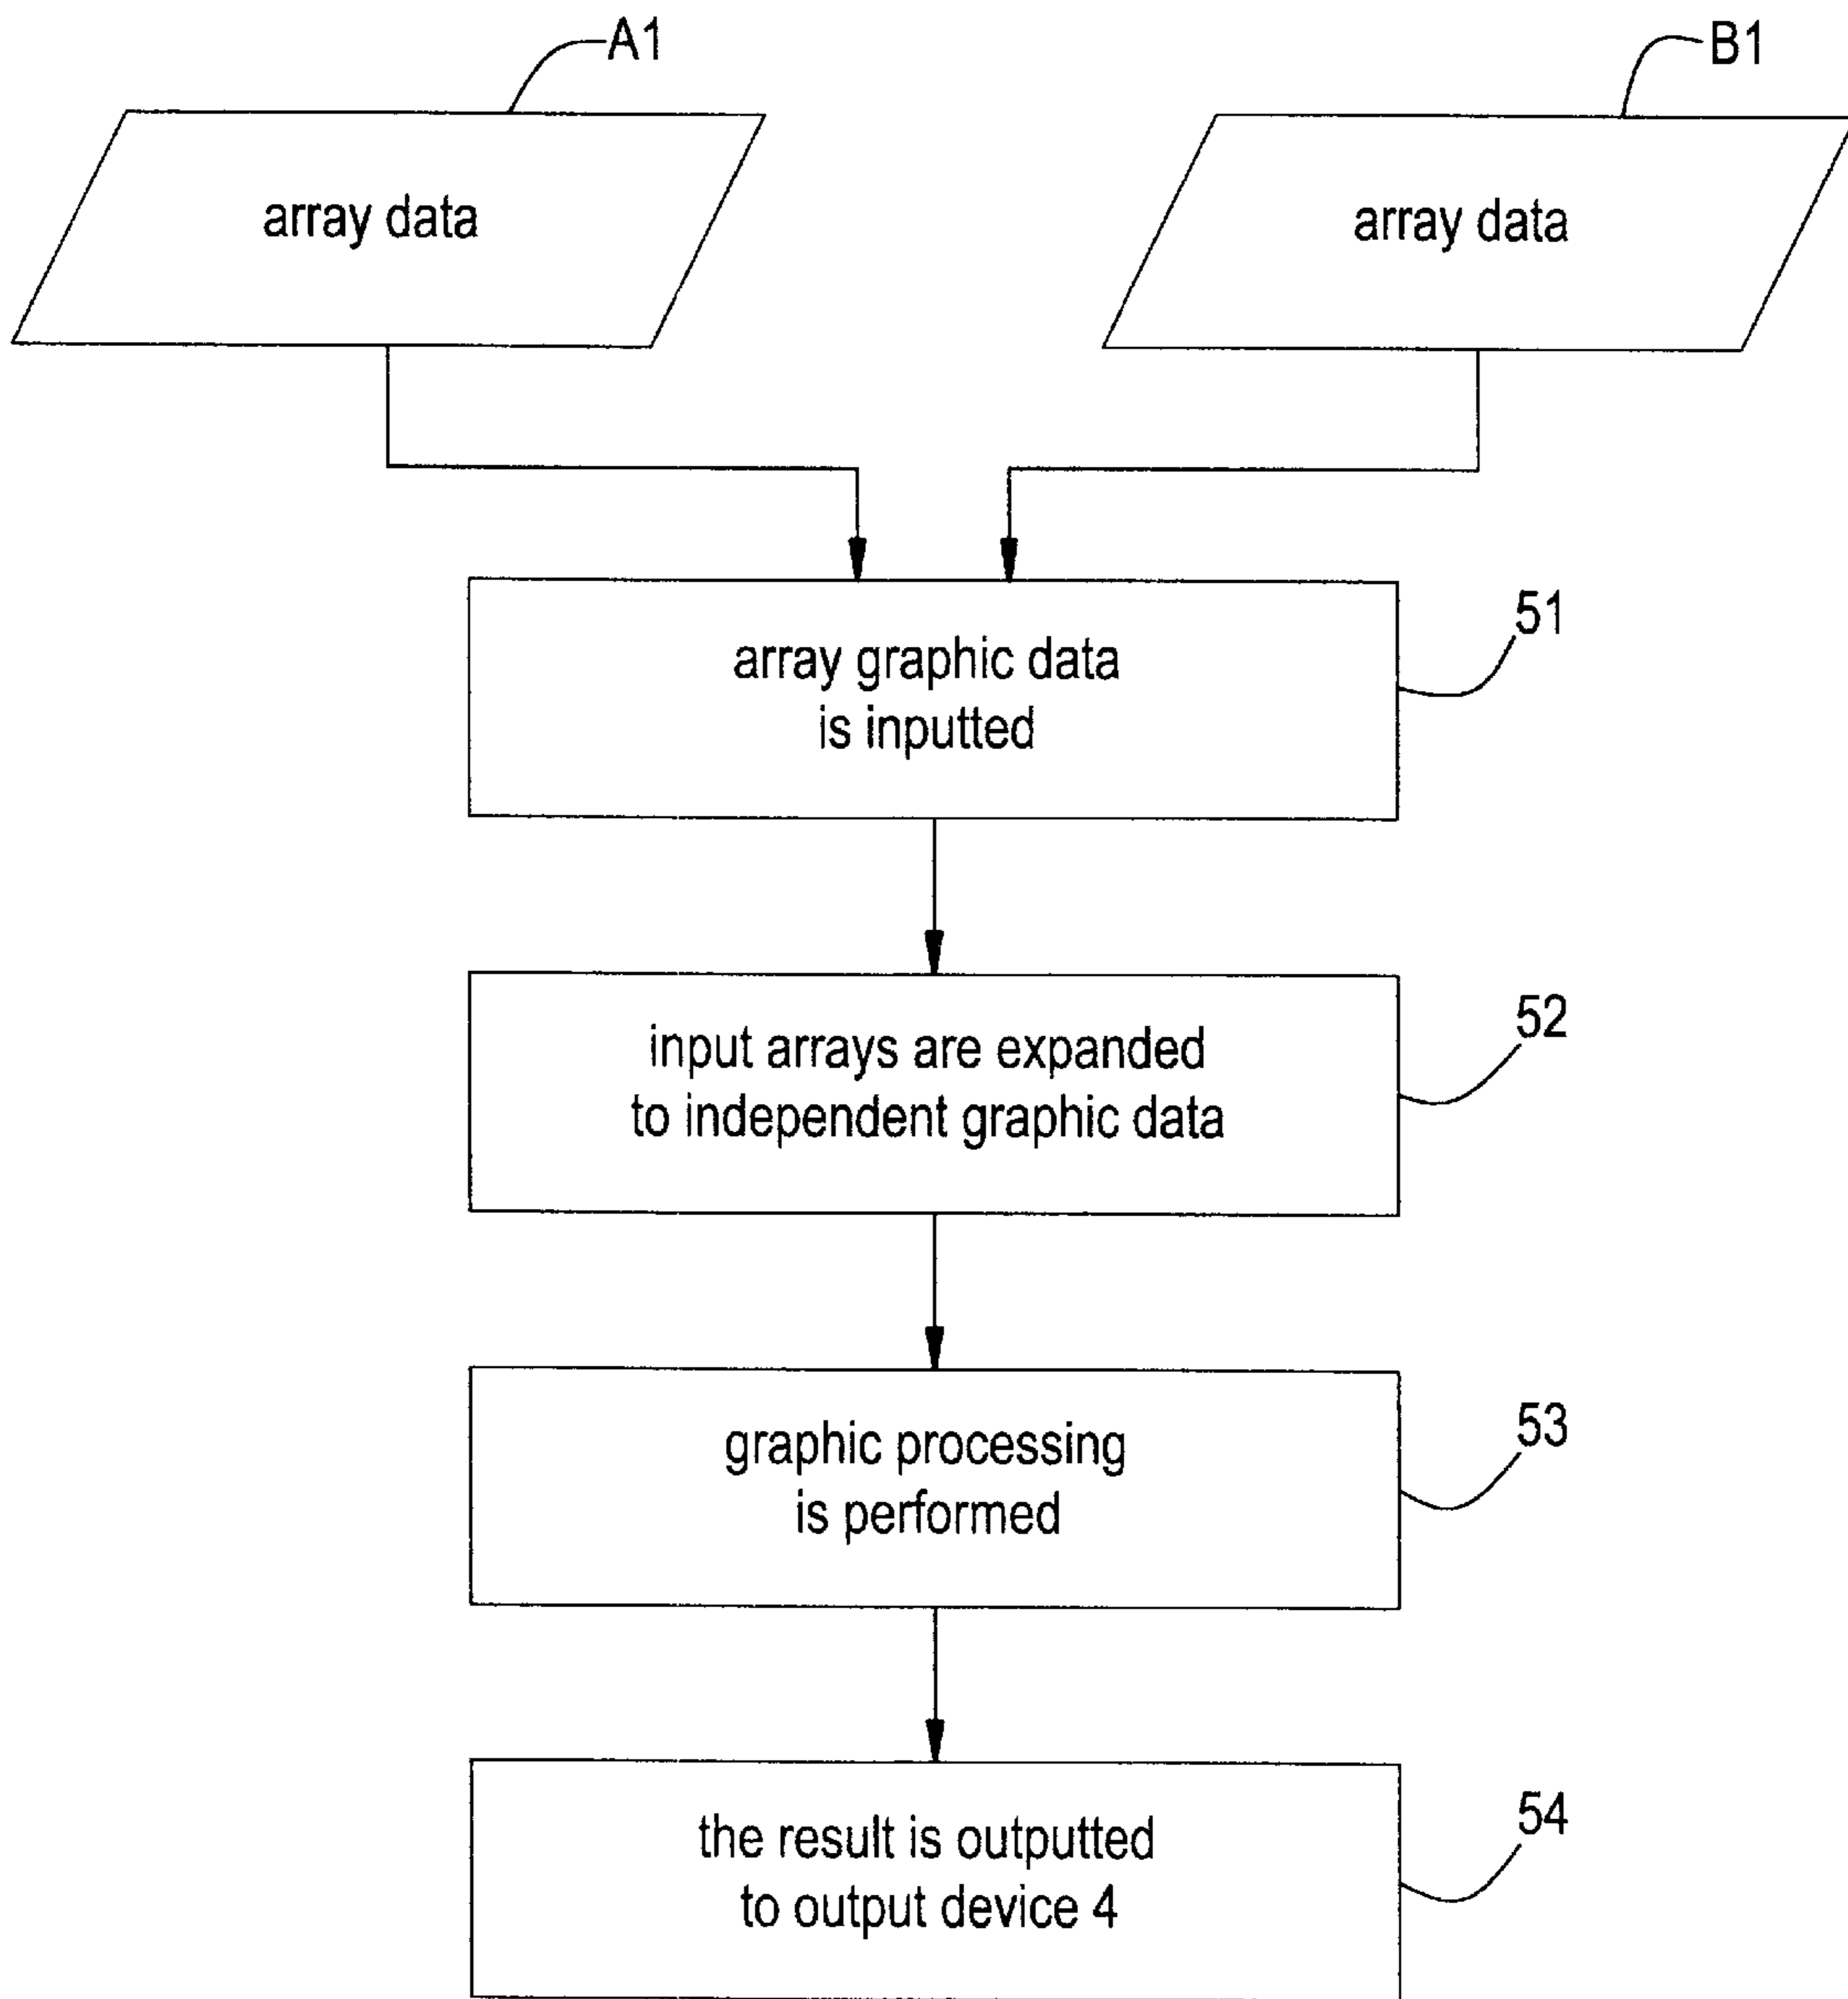 A1
B1
array data
array data
array graphic data
is inputted
51
input arrays are expanded
to independent graphic data
52
graphic processing
is performed
53
the result is outputted
to output device 4
54